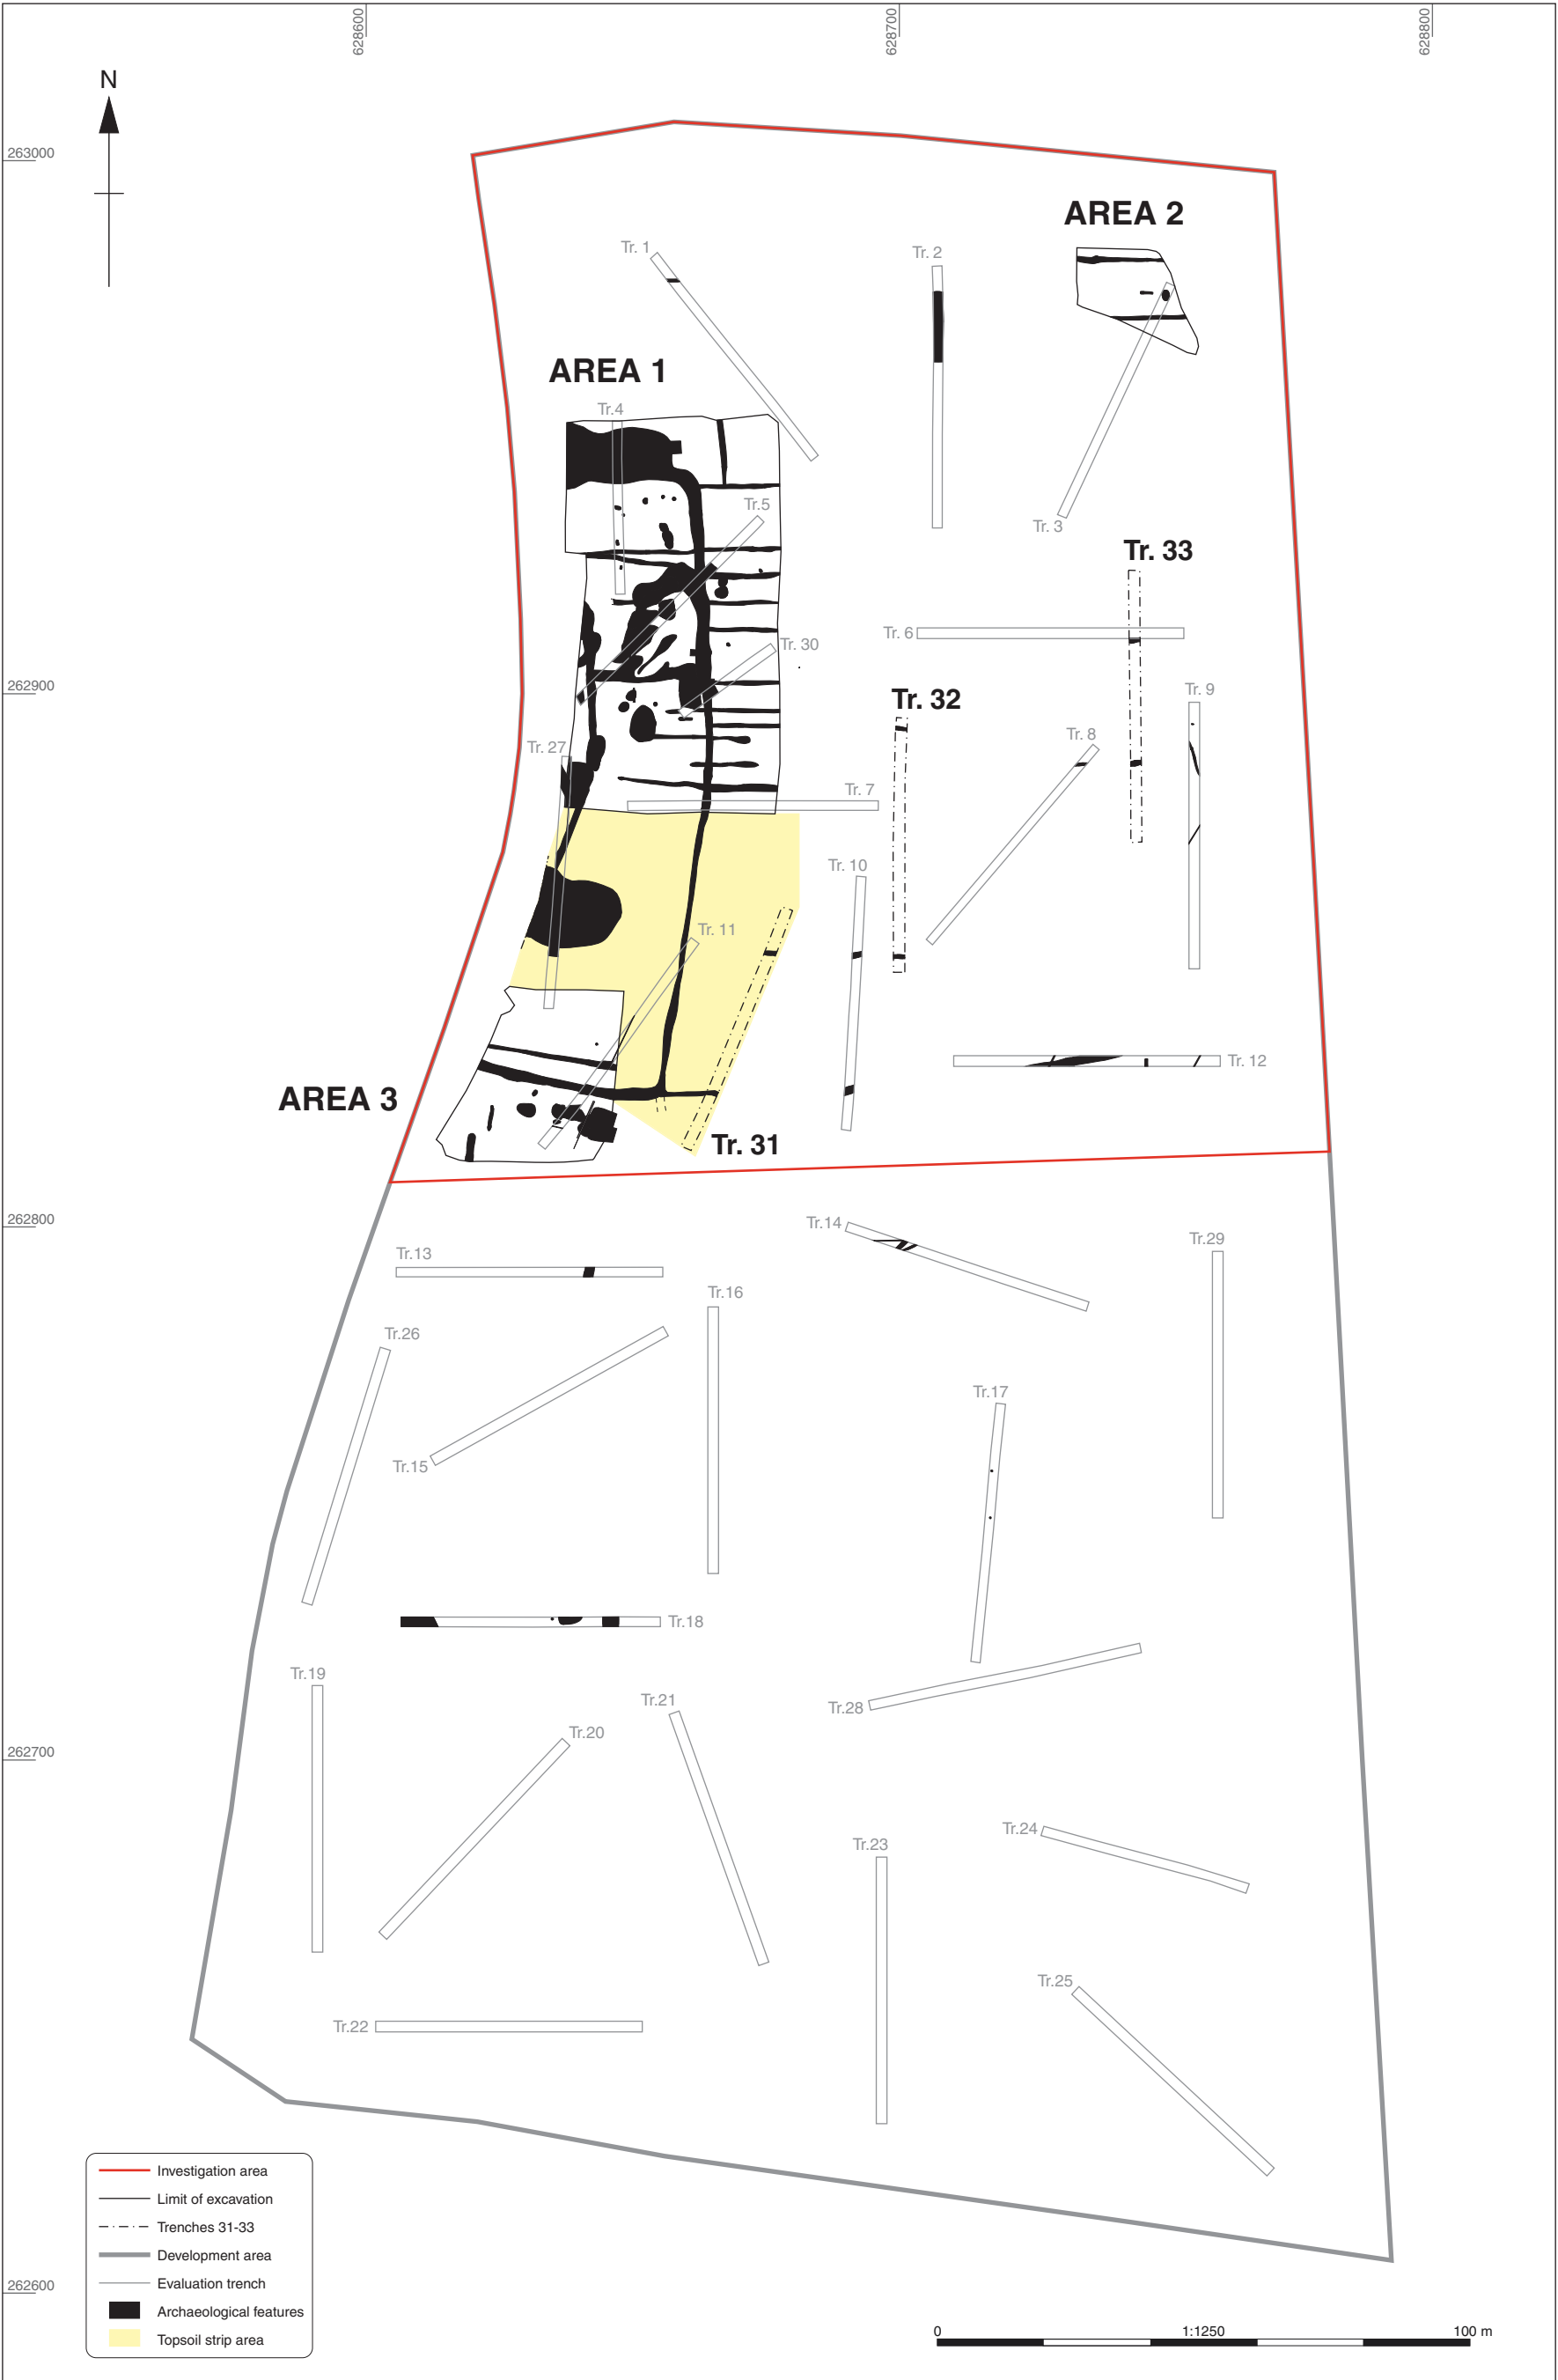 628600
628700
628800
N
263000
AREA 2
Tr. 1
Tr. 2
AREA 1
Tr.4
Tr.5
Tr. 3
Tr. 33
Tr. 6
Tr. 30
262900
Tr. 32
Tr. 9
Tr. 8
Tr. 27
Tr. 7
Tr. 10
Tr. 11
Tr. 12
AREA 3
Tr. 31
262800
Tr.14
Tr.29
Tr.13
Tr.16
Tr.26
Tr.17
Tr.15
Tr.18
Tr.19
Tr.21
Tr.28
Tr.20
262700
Tr.24
Tr.23
Tr.25
Tr.22
Investigation area
Limit of excavation
Trenches 31-33
Development area
Evaluation trench
Archaeological features
Topsoil strip area
262600
0 1:1250 100 m